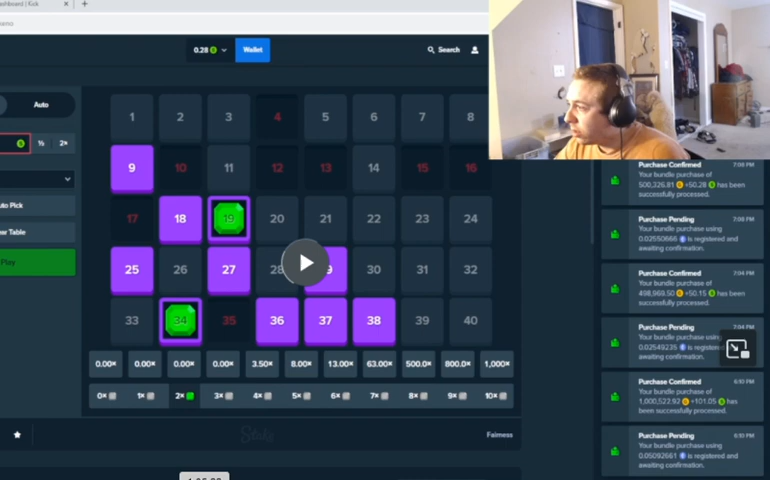 ashboard | Kick
0.28
Wallet
Search
Auto
½ 2×
to Pick
ar Table
Play
1 2 3 4 5 6 7 8
9 10 11 12 13 14 15 16
17 18 19 20 21 22 23 24
25 26 27 28 9 30 31 32
33 34 35 36 37 38 39 40
0.00× 0.00× 0.00× 0.00× 3.50× 8.00× 13.00× 63.00× 500.0× 800.0× 1,000×
0× 1× 2× 3× 4× 5× 6× 7× 8× 9× 10×
Stake
Fairness
Purchase Confirmed 7:08 PM
Your bundle purchase of
500,326.81 +50.28 has been
successfully processed.
Purchase Pending 7:08 PM
Your bundle purchase using
0.02550666 is registered and
awaiting confirmation.
Purchase Confirmed 7:04 PM
Your bundle purchase of
498,969.50 +50.15 has been
successfully processed.
Purchase Pending 7:04 PM
Your bundle purchase using
0.02549235 is registered
awaiting confirmation.
Purchase Confirmed 6:10 PM
Your bundle purchase of
1,000,522.92 +101.05 has
been successfully processed.
Purchase Pending 6:10 PM
Your bundle purchase using
0.05092661 is registered and
awaiting confirmation.